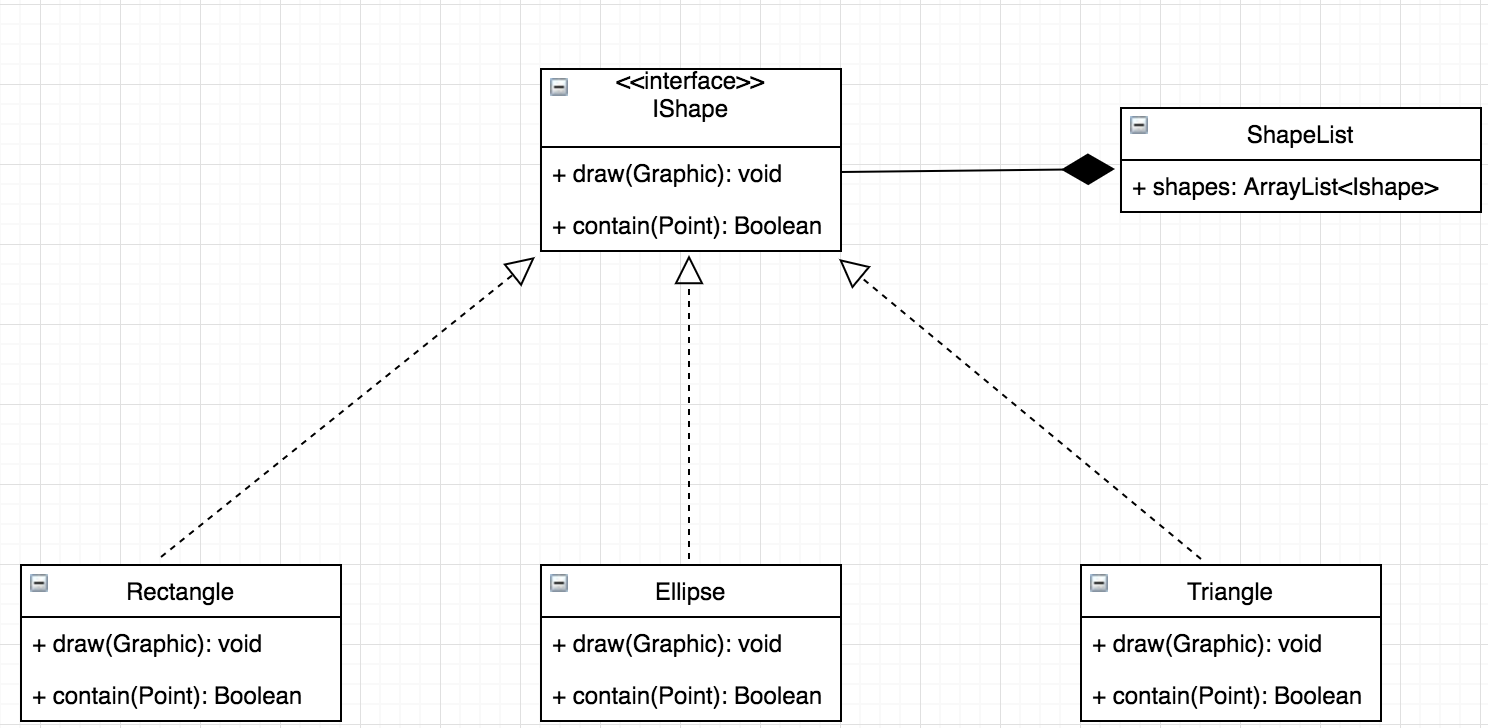 <<interface>>
IShape
+ draw(Graphic): void
+ contain(Point): Boolean
ShapeList
+ shapes: ArrayList<Ishape>
Rectangle
+ draw(Graphic): void
+ contain(Point): Boolean
Ellipse
+ draw(Graphic): void
+ contain(Point): Boolean
Triangle
+ draw(Graphic): void
+ contain(Point): Boolean